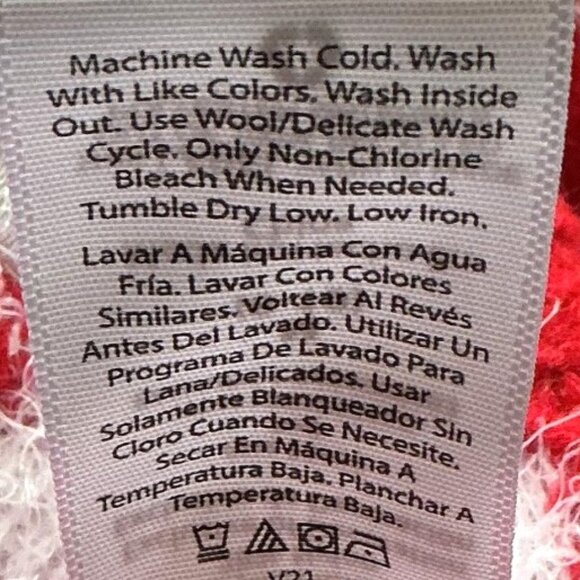 Machine Wash Cold. Wash
With Like Colors. Wash Inside
Out. Use Wool/Delicate Wash
Cycle. Only Non-Chlorine
Bleach When Needed.
Tumble Dry Low. Low Iron.
Lavar A Máquina Con Agua
Fría. Lavar Con Colores
Similares. Voltear Al Revés
Antes Del Lavado. Utilizar Un
Programa De Lavado Para
Lana/Delicados. Usar
Solamente Blanqueador Sin
Cloro Cuando Se Necesite.
Secar En Máquina A
Temperatura Baja. Planchar A
Temperatura Baja.
V21